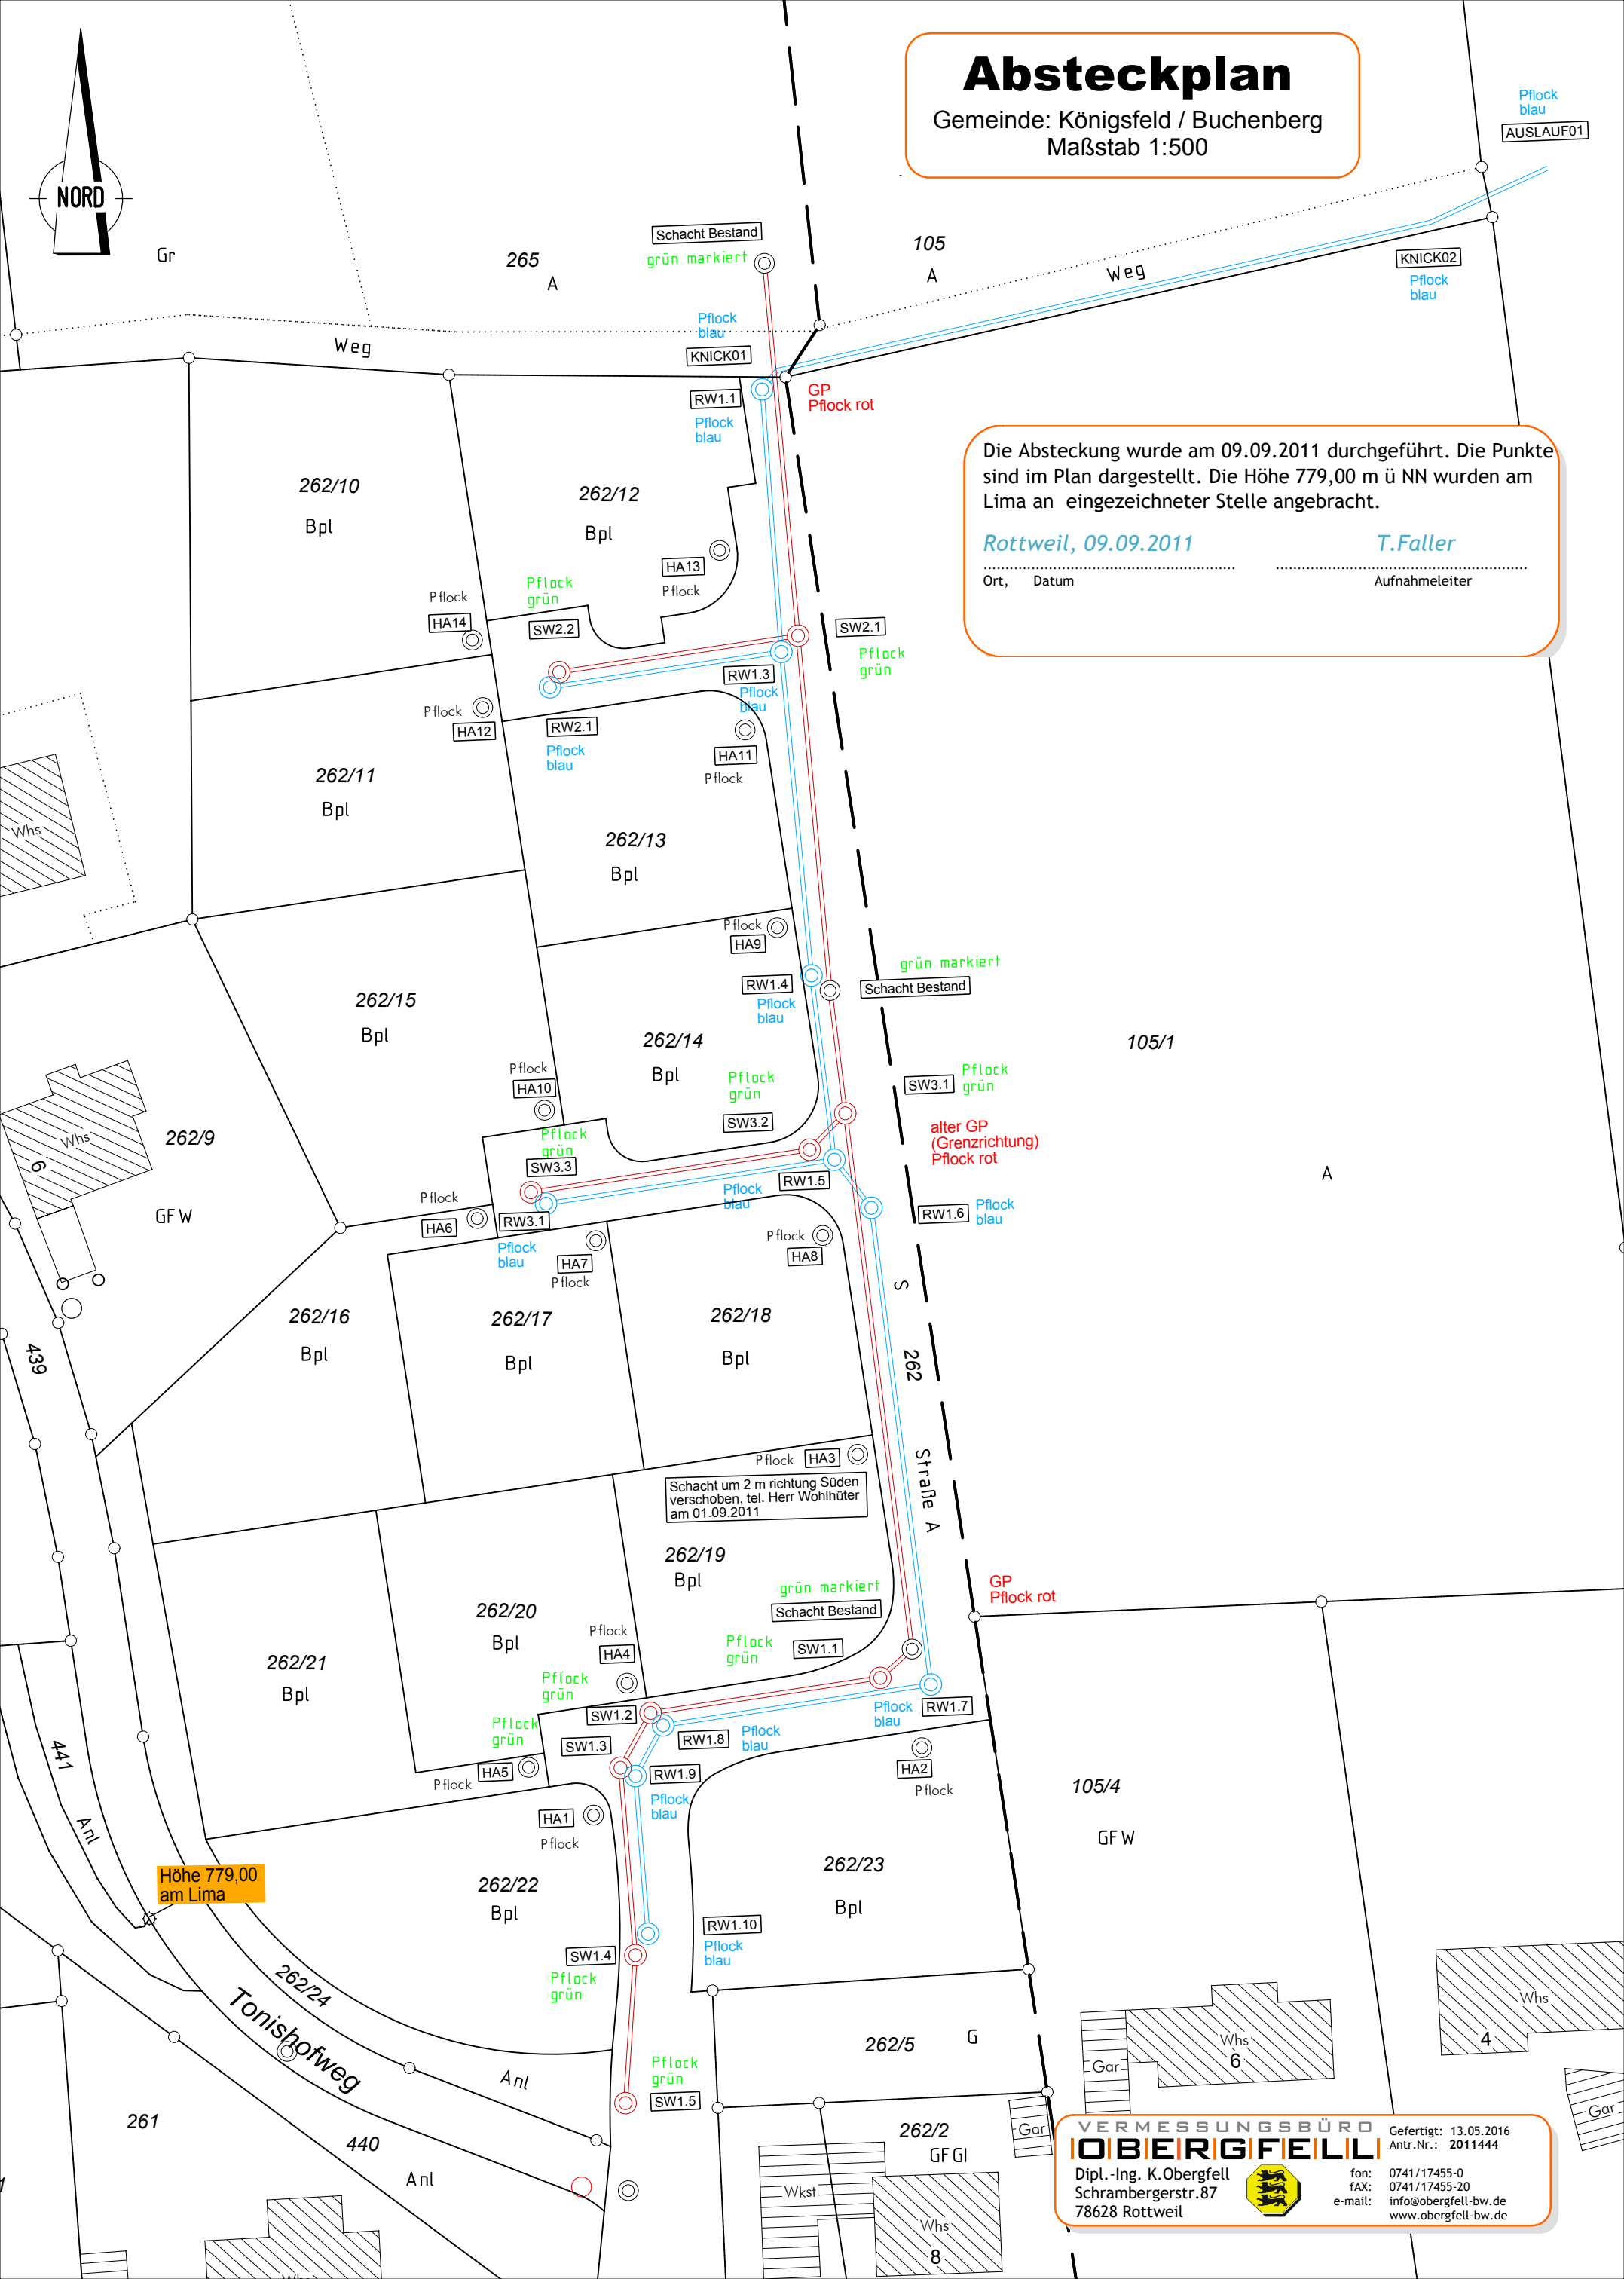 Absteckplan
Gemeinde: Königsfeld / Buchenberg
Maßstab 1:500
Pflock
blau
AUSLAUF01
NORD
Gr
265
A
Schacht Bestand
grün markiert
105
A
Weg
KNICK02
Pflock
blau
Weg
Pflock
blau
KNICK01
RW1.1
Pflock
blau
GP
Pflock rot
Die Absteckung wurde am 09.09.2011 durchgeführt. Die Punkte
sind im Plan dargestellt. Die Höhe 779,00 m ü NN wurden am
Lima an eingezeichneter Stelle angebracht.
Rottweil, 09.09.2011
T.Faller
Ort, Datum
Aufnahmeleiter
262/10
Bpl
262/12
Bpl
HA13
Pflock
Pflock
HA14
Pflock
grün
SW2.2
SW2.1
Pflock
grün
RW1.3
Pflock
blau
Pflock
HA12
RW2.1
Pflock
blau
HA11
Pflock
262/11
Bpl
Whs
262/13
Bpl
Pflock
HA9
RW1.4
Pflock
blau
grün markiert
Schacht Bestand
262/15
Bpl
262/14
Bpl
105/1
A
Pflock
HA10
Pflock
grün
SW3.2
SW3.1
Pflock
grün
alter GP
(Grenzrichtung)
Pflock rot
Whs
6
262/9
GFW
Pflock
grün
SW3.3
RW1.5
Pflock
blau
RW1.6
Pflock
blau
Pflock
HA6
RW3.1
Pflock
blau
HA7
Pflock
Pflock
HA8
S
262
Straße A
439
262/16
Bpl
262/17
Bpl
262/18
Bpl
Pflock
HA3
Schacht um 2 m richtung Süden
verschoben, tel. Herr Wohlhüter
am 01.09.2011
262/19
Bpl
grün markiert
Schacht Bestand
GP
Pflock rot
262/20
Bpl
Pflock
HA4
Pflock
grün
SW1.1
262/21
Bpl
Pflock
grün
SW1.2
Pflock
blau
RW1.7
Pflock
grün
SW1.3
RW1.8
Pflock
blau
HA5
Pflock
RW1.9
Pflock
blau
HA2
Pflock
441
Anl
HA1
Pflock
105/4
GFW
Höhe 779,00
am Lima
262/22
Bpl
262/23
Bpl
RW1.10
Pflock
blau
SW1.4
Pflock
grün
262/24
Tonishofweg
Anl
262/5
G
Pflock
grün
SW1.5
Whs
6
Gar
Whs
4
Gar
261
440
Anl
262/2
GFGI
Gar
Wkst
Whs
8
Whs
VERMESSUNGSBÜRO
OBERGFELL
Dipl.-Ing. K.Obergfell
Schrambergerstr.87
78628 Rottweil
Gefertigt: 13.05.2016
Antr.Nr.: 2011444
fon: 0741/17455-0
fAX: 0741/17455-20
e-mail: info@obergfell-bw.de
www.obergfell-bw.de